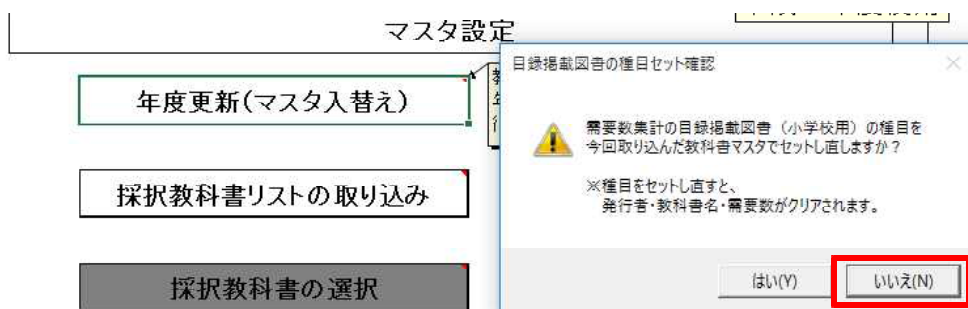 マスタ設定
年度更新(マスタ入替え)
採択教科書リストの取り込み
採択教科書の選択
目録掲載図書の種目セット確認
需要数集計の目録掲載図書（小学校用）の種目を
今回取り込んだ教科書マスタでセットし直しますか？
※種目をセットし直すと、
発行者・教科書名・需要数がクリアされます。
はい(Y)
いいえ(N)